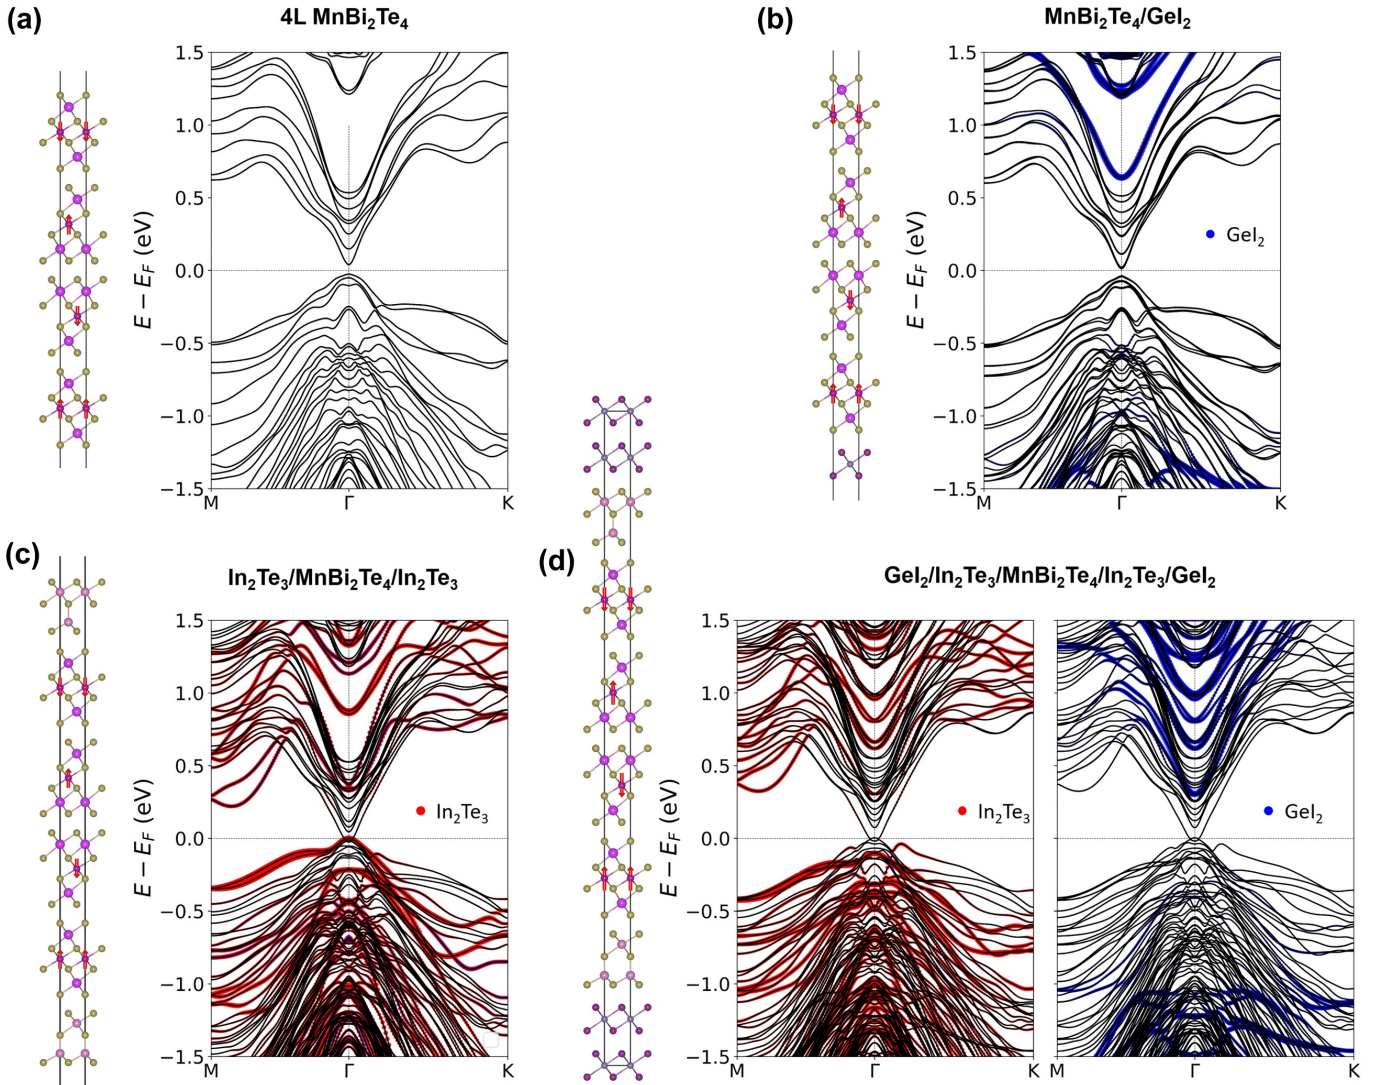 (a)
4L MnBi₂Te₄
E − E_F (eV)
1.5
1.0
0.5
0.0
−0.5
−1.0
−1.5
M Γ K
(b)
MnBi₂Te₄/GeI₂
E − E_F (eV)
1.5
1.0
0.5
0.0
−0.5
−1.0
−1.5
GeI₂
M Γ K
(c)
In₂Te₃/MnBi₂Te₄/In₂Te₃
E − E_F (eV)
1.5
1.0
0.5
0.0
−0.5
−1.0
−1.5
In₂Te₃
M Γ K
(d)
GeI₂/In₂Te₃/MnBi₂Te₄/In₂Te₃/GeI₂
E − E_F (eV)
1.5
1.0
0.5
0.0
−0.5
−1.0
−1.5
In₂Te₃
M Γ K
GeI₂
M Γ K